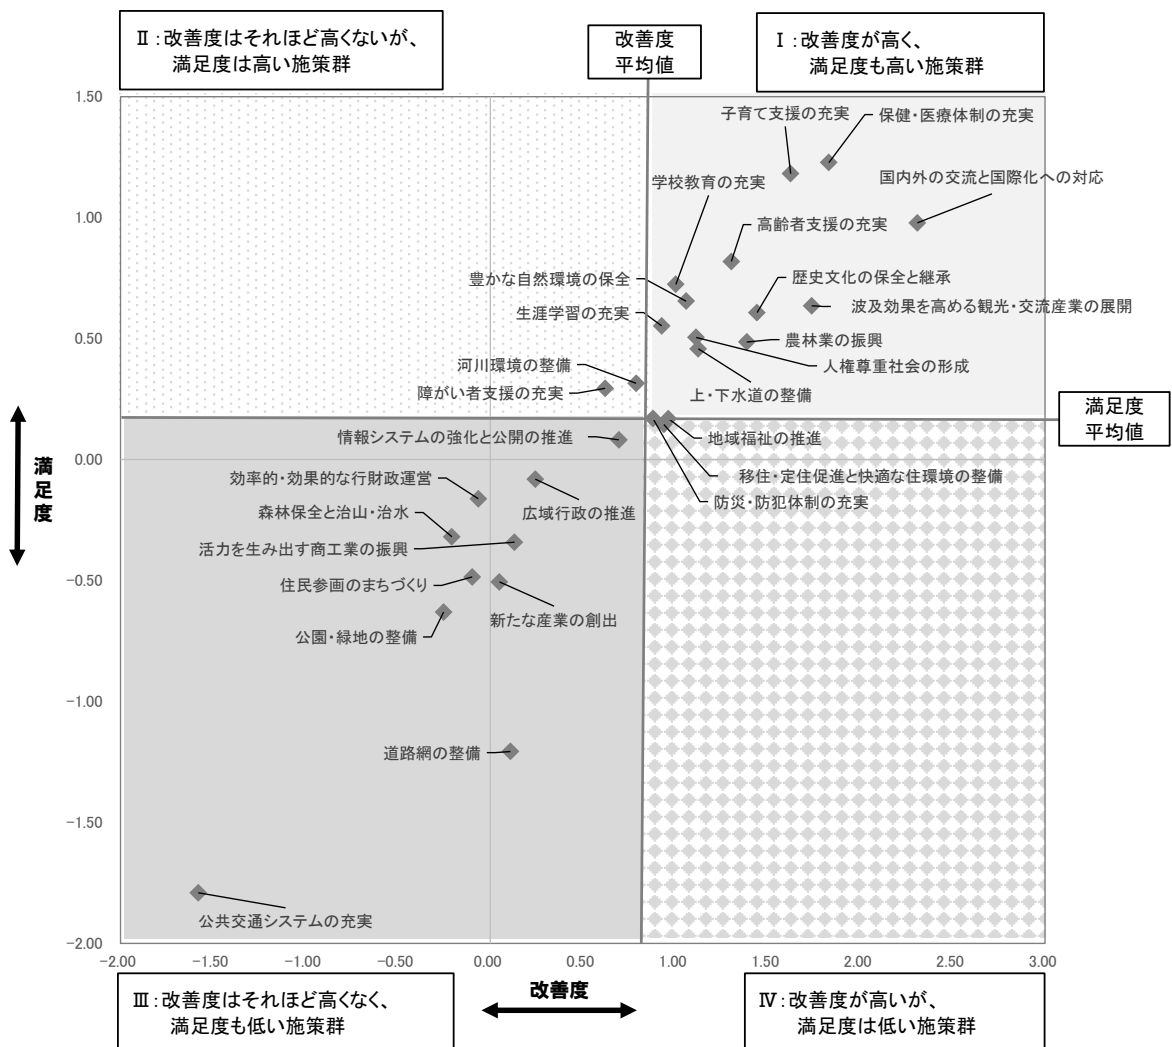 Ⅱ：改善度はそれほど高くないが、
満足度は高い施策群
改善度
平均値
Ⅰ：改善度が高く、
満足度も高い施策群
1.50
子育て支援の充実
保健・医療体制の充実
学校教育の充実
国内外の交流と国際化への対応
1.00
高齢者支援の充実
豊かな自然環境の保全
歴史文化の保全と継承
生涯学習の充実
波及効果を高める観光・交流産業の展開
0.50
農林業の振興
河川環境の整備
人権尊重社会の形成
障がい者支援の充実
上・下水道の整備
満足度
平均値
情報システムの強化と公開の推進
地域福祉の推進
0.00
効率的・効果的な行財政運営
移住・定住促進と快適な住環境の整備
満足度
森林保全と治山・治水
広域行政の推進
防災・防犯体制の充実
活力を生み出す商工業の振興
-0.50
住民参画のまちづくり
新たな産業の創出
公園・緑地の整備
-1.00
道路網の整備
-1.50
公共交通システムの充実
-2.00
-2.00
-1.50
-1.00
-0.50
0.00
0.50
1.00
1.50
2.00
2.50
3.00
Ⅲ：改善度はそれほど高くなく、
満足度も低い施策群
改善度
Ⅳ：改善度が高いが、
満足度は低い施策群